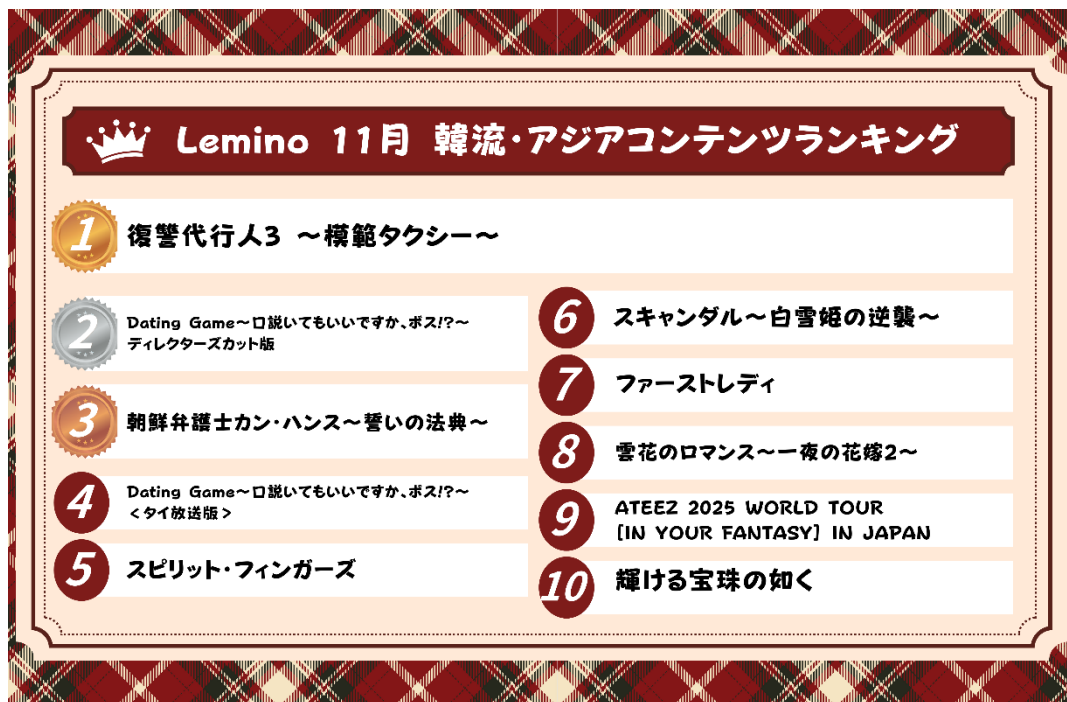 Lemino 11月 韓流・アジアコンテンツランキング
1
復讐代行人3 ～模範タクシー～
2
Dating Game～口説いてもいいですか、ボス!?～
ディレクターズカット版
3
朝鮮弁護士カン・ハンス～誓いの法典～
4
Dating Game～口説いてもいいですか、ボス!?～
＜タイ放送版＞
5
スピリット・フィンガーズ
6
スキャンダル～白雪姫の逆襲～
7
ファーストレディ
8
雲花のロマンス～一夜の花嫁2～
9
ATEEZ 2025 WORLD TOUR
[IN YOUR FANTASY] IN JAPAN
10
輝ける宝珠の如く